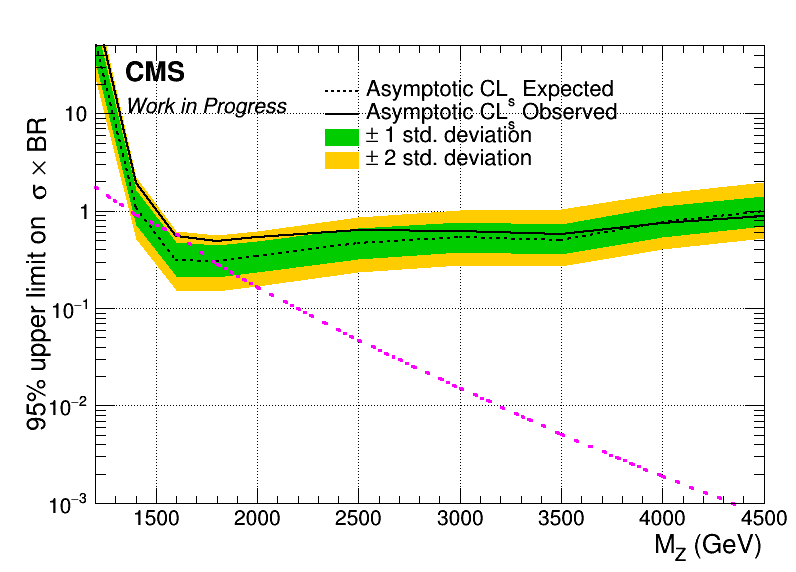 CMS
Work in Progress
Asymptotic CLs Expected
Asymptotic CLs Observed
± 1 std. deviation
± 2 std. deviation
95% upper limit on σ × BR
10
1
10⁻¹
10⁻²
10⁻³
1500 2000 2500 3000 3500 4000 4500
M_Z (GeV)